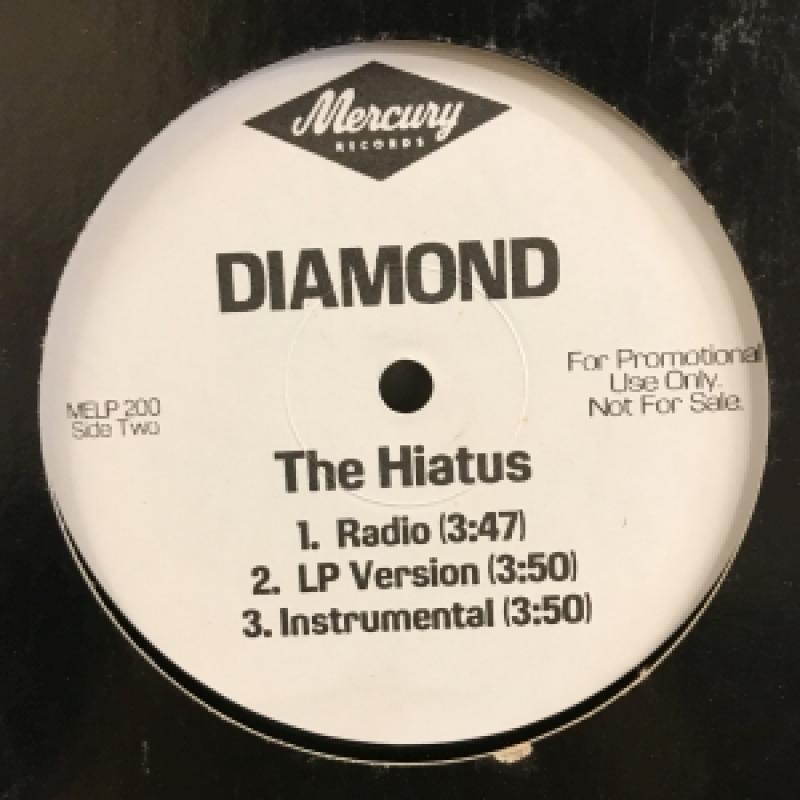 Mercury
RECORDS
DIAMOND
For Promotional
Use Only.
Not For Sale.
MELP 200
Side Two
The Hiatus
1. Radio (3:47)
2. LP Version (3:50)
3. Instrumental (3:50)